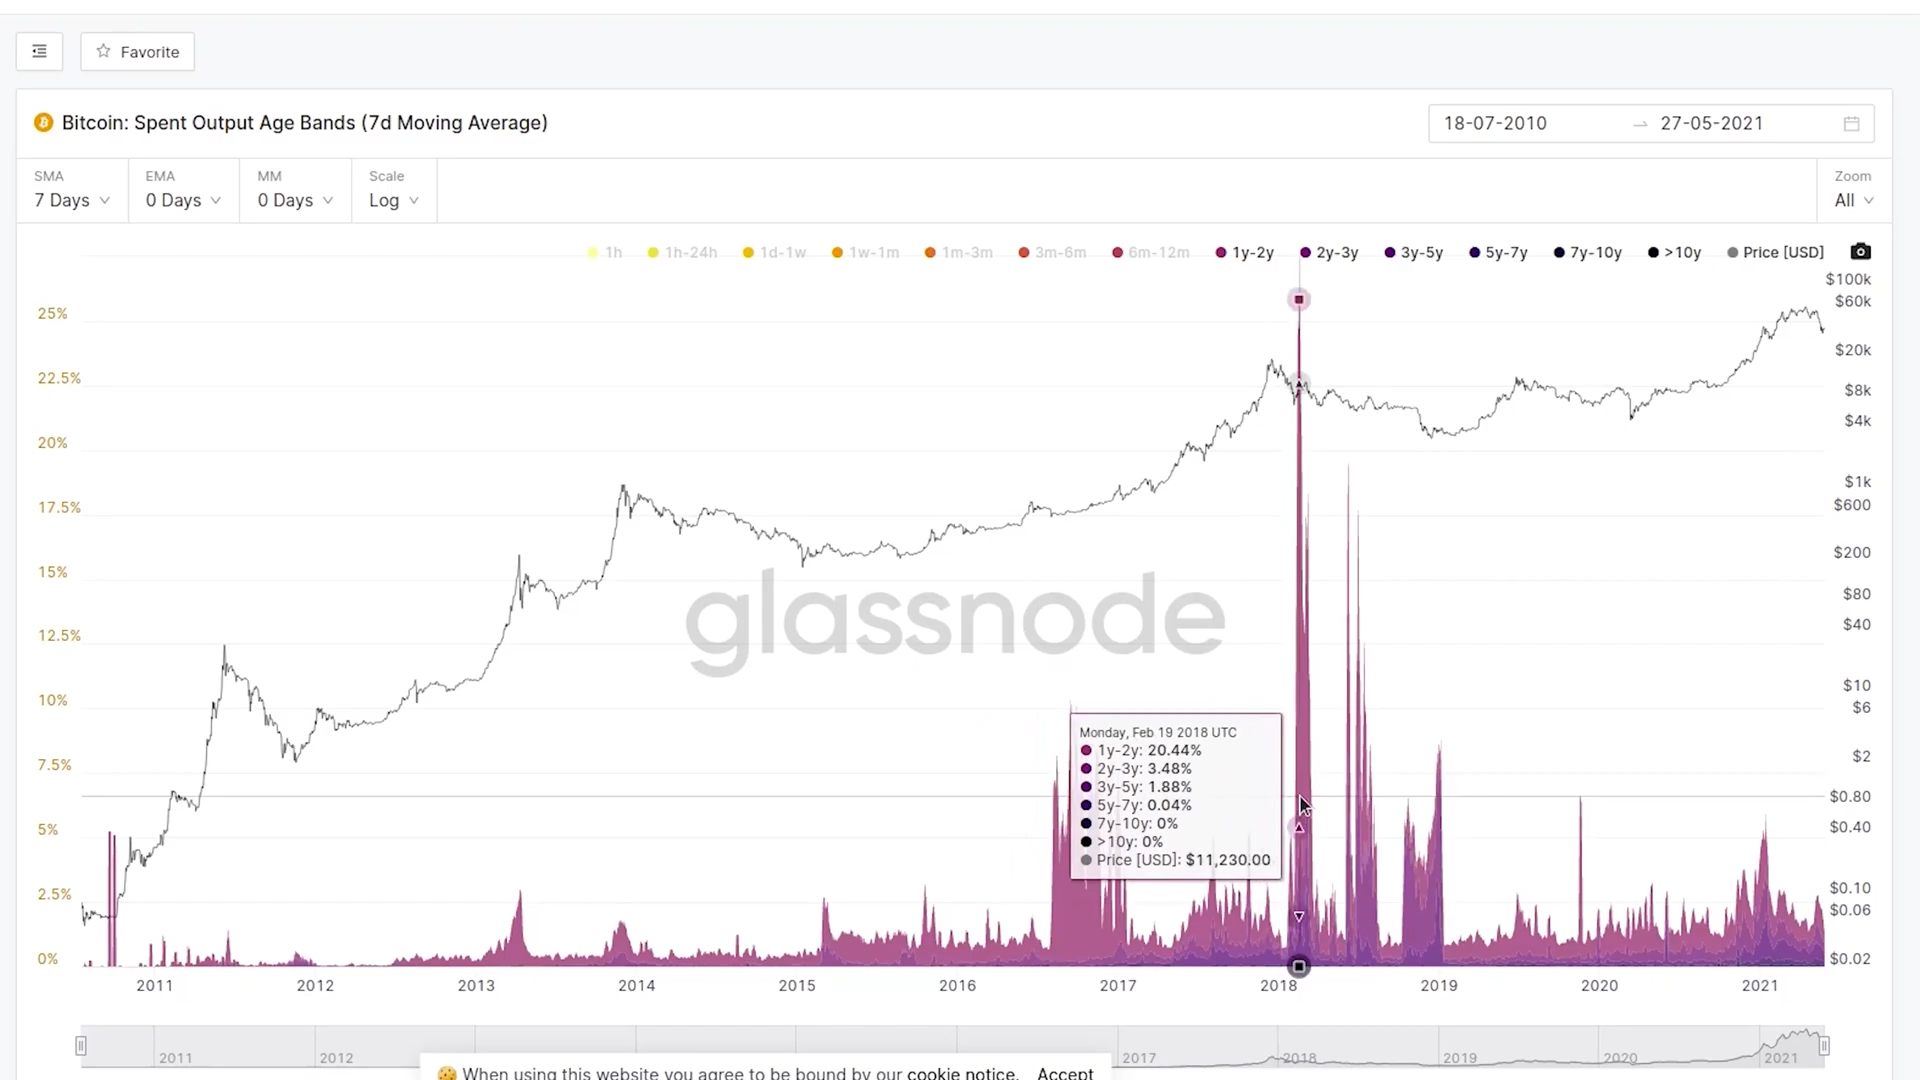 Favorite
Bitcoin: Spent Output Age Bands (7d Moving Average)
18-07-2010 → 27-05-2021
SMA EMA MM Scale Zoom
7 Days 0 Days 0 Days Log All
1h 1h-24h 1d-1w 1w-1m 1m-3m 3m-6m 6m-12m 1y-2y 2y-3y 3y-5y 5y-7y 7y-10y >10y Price [USD]
$100k
$60k
25%
$20k
22.5%
$8k
$4k
20%
$1k
17.5%
$600
$200
15%
$80
$40
12.5%
glassnode
$10
10%
$6
$2
7.5%
$0.80
$0.40
5%
$0.10
2.5%
$0.06
0%
$0.02
Monday, Feb 19 2018 UTC
1y-2y: 20.44%
2y-3y: 3.48%
3y-5y: 1.88%
5y-7y: 0.04%
7y-10y: 0%
>10y: 0%
Price [USD]: $11,230.00
2011 2012 2013 2014 2015 2016 2017 2018 2019 2020 2021
2011 2012 2017 2018 2019 2020 2021
When using this website you agree to be bound by our cookie notice. Accept